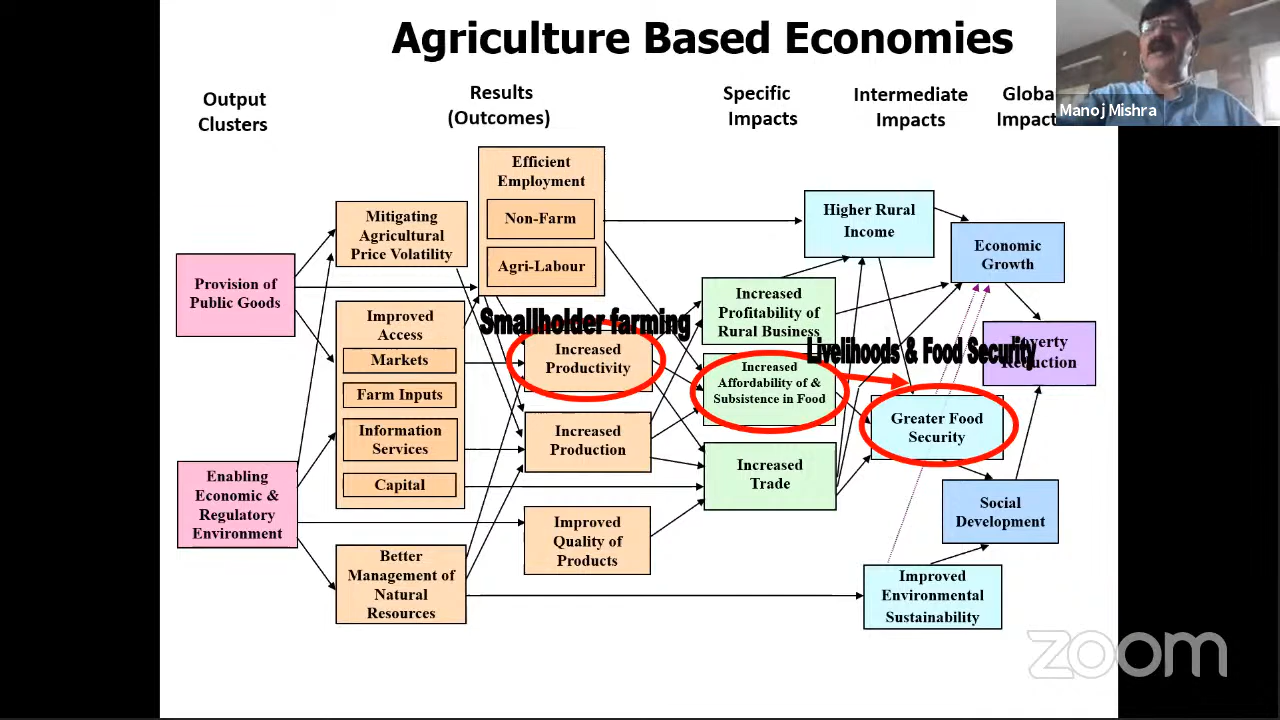 Agriculture Based Economies
Manoj Mishra
Output
Clusters
Results
(Outcomes)
Specific
Impacts
Intermediate
Impacts
Globa
Impact
Provision of
Public Goods
Enabling
Economic &
Regulatory
Environment
Mitigating
Agricultural
Price Volatility
Improved
Access
Markets
Farm Inputs
Information
Services
Capital
Better
Management of
Natural
Resources
Efficient
Employment
Non-Farm
Agri-Labour
Smallholder farming
Increased
Productivity
Increased
Production
Improved
Quality of
Products
Increased
Profitability of
Rural Business
Increased
Affordability of &
Subsistence in Food
Increased
Trade
Higher Rural
Income
Livelihoods & Food Security
Greater Food
Security
Improved
Environmental
Sustainability
Economic
Growth
Poverty
Reduction
Social
Development
zoom